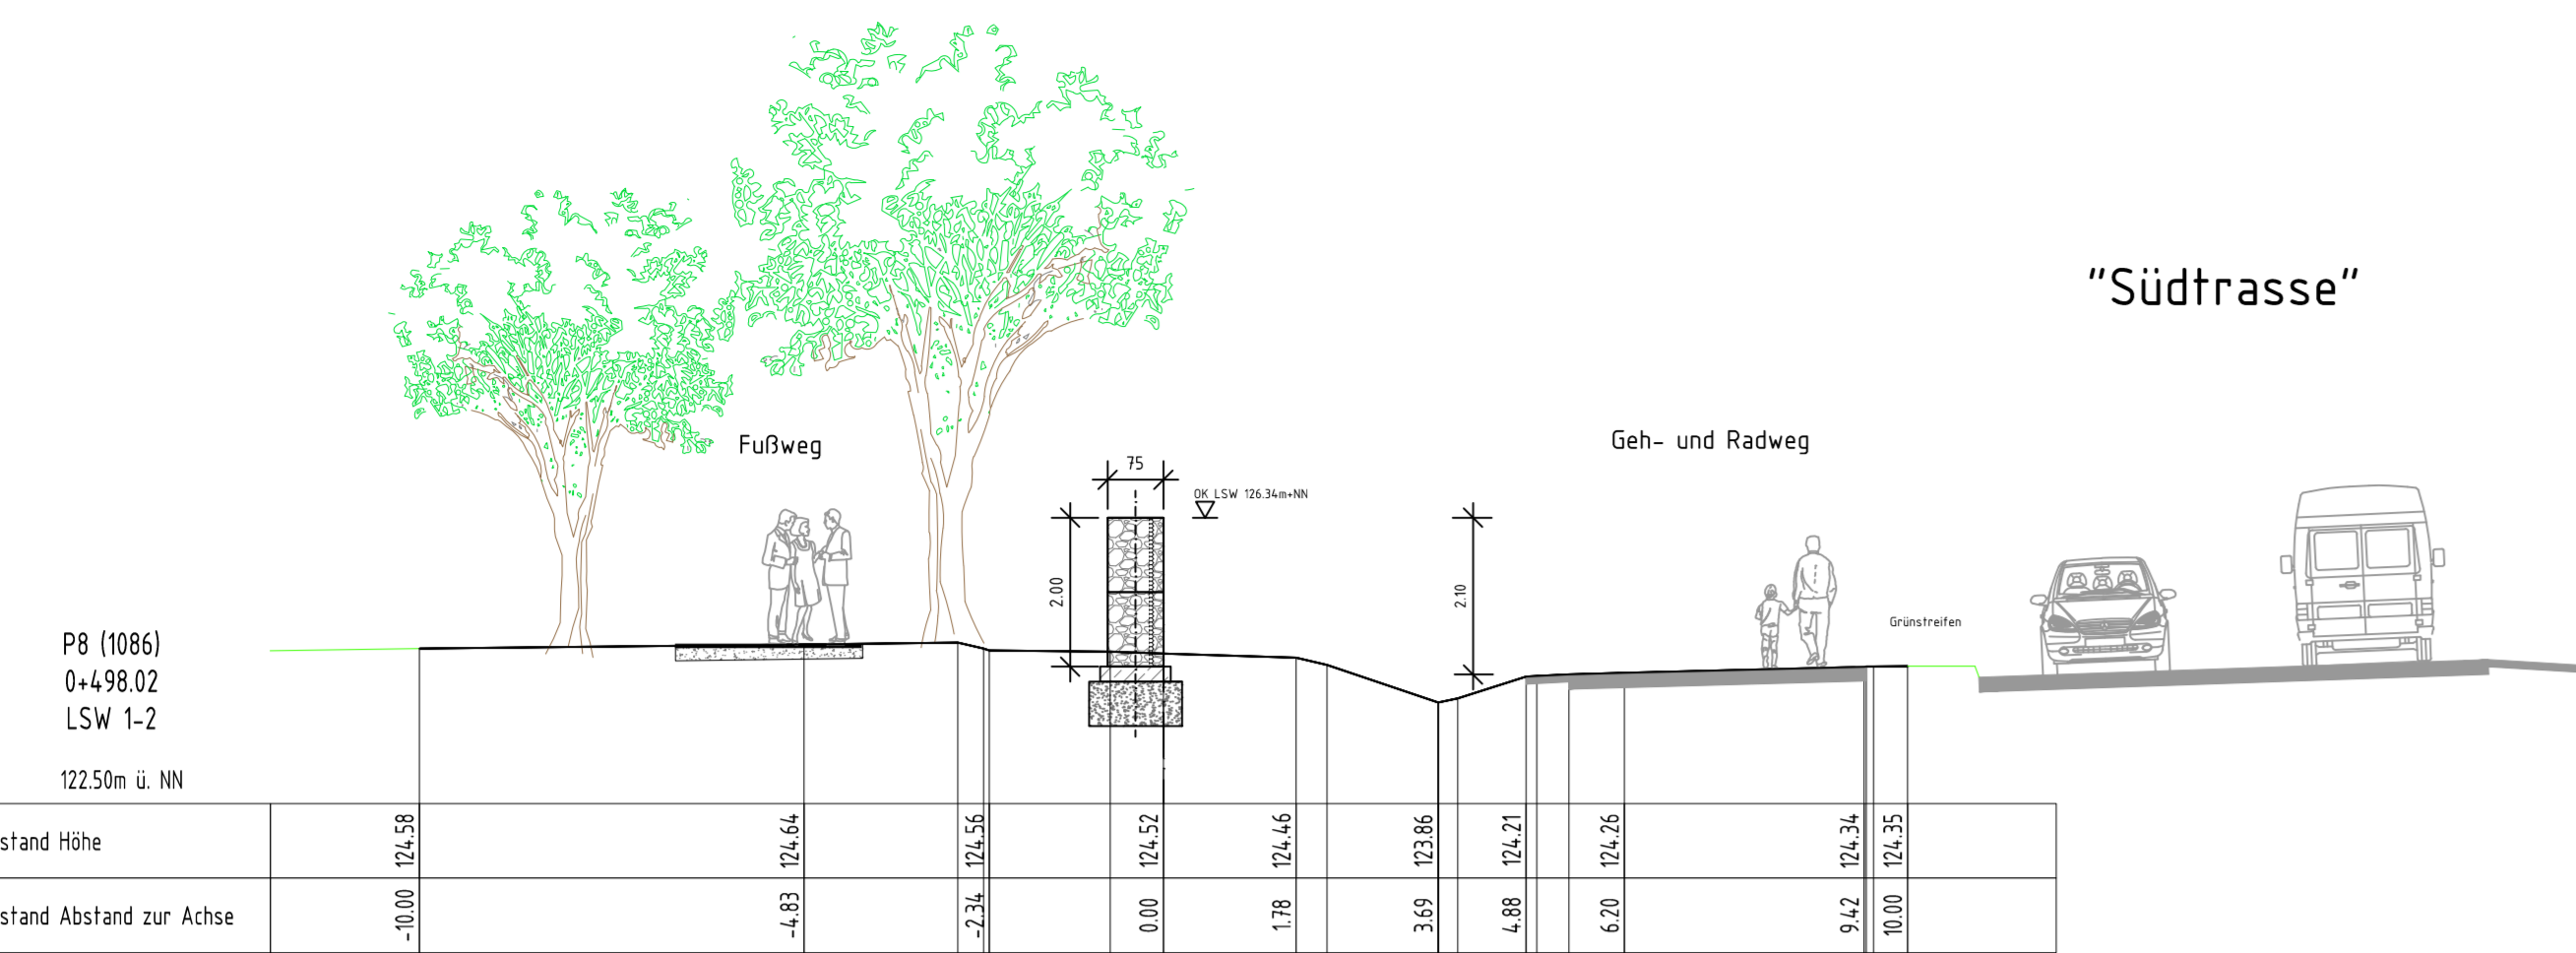 "Südtrasse"
Fußweg
Geh- und Radweg
75
OK LSW 126.34m+NN
2.00
2.10
Grünstreifen
P8 (1086)
0+498.02
LSW 1-2
122.50m ü. NN
stand Höhe
124.58
124.64
124.56
124.52
124.46
123.86
124.21
124.26
124.34
124.35
stand Abstand zur Achse
-10.00
-4.83
-2.34
0.00
1.78
3.69
4.88
6.20
9.42
10.00